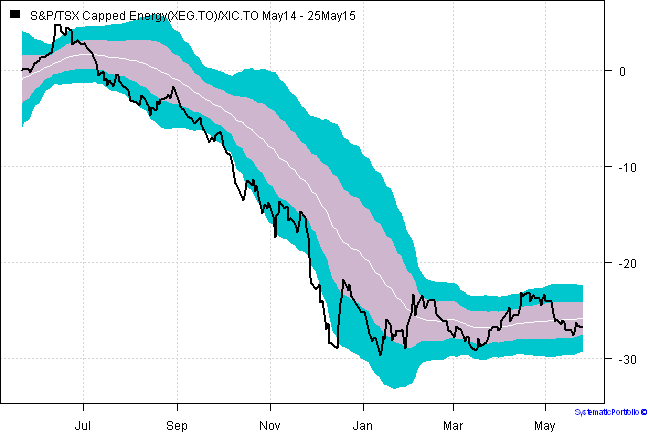 S&P/TSX Capped Energy(XEG.TO)/XIC.TO May14 - 25May15
0
-10
-20
-30
Jul Sep Nov Jan Mar May
SystematicPortfolio ©